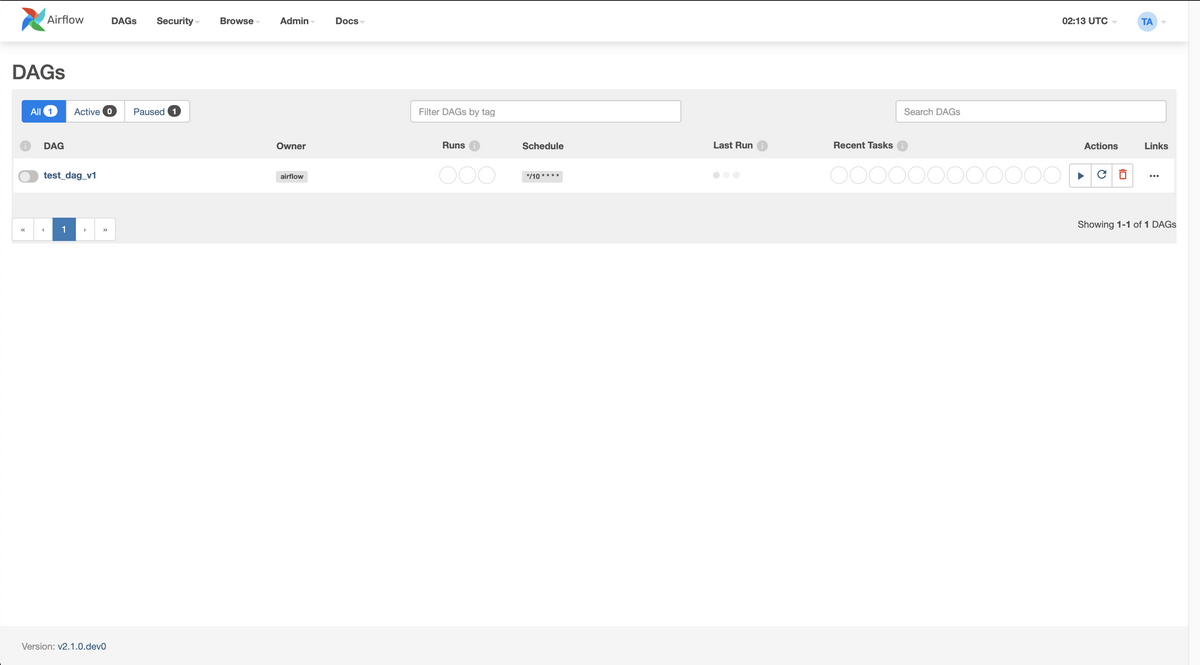 Airflow DAGs Security Browse Admin Docs 02:13 UTC TA
DAGs
All 1 Active 0 Paused 1 Filter DAGs by tag Search DAGs
i DAG Owner Runs i Schedule Last Run i Recent Tasks i Actions Links
test_dag_v1 airflow */10 * * * * ...
« ‹ 1 › » Showing 1-1 of 1 DAGs
Version: v2.1.0.dev0